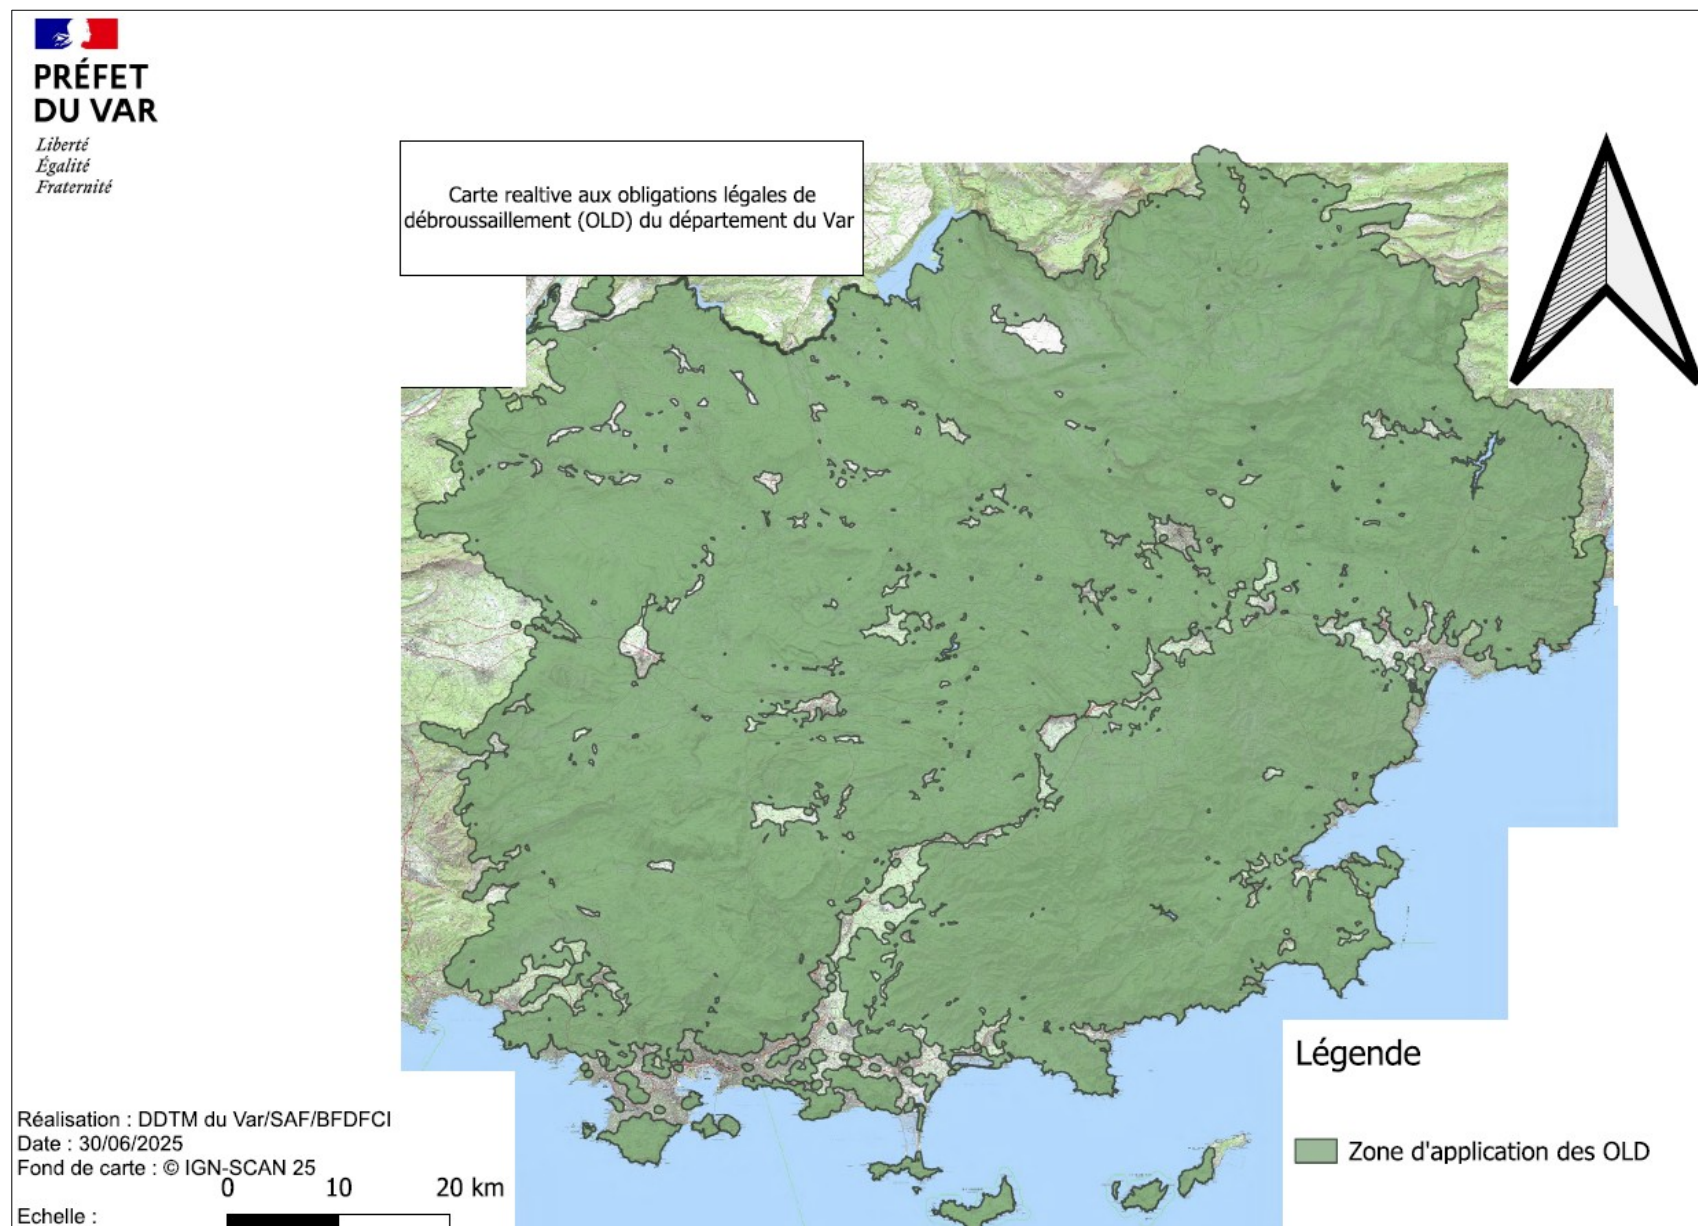 PRÉFET
DU VAR
Liberté
Égalité
Fraternité
Carte realtive aux obligations légales de
débroussaillement (OLD) du département du Var
Légende
Zone d'application des OLD
Réalisation : DDTM du Var/SAF/BFDFCI
Date : 30/06/2025
Fond de carte : © IGN-SCAN 25
0 10 20 km
Echelle :